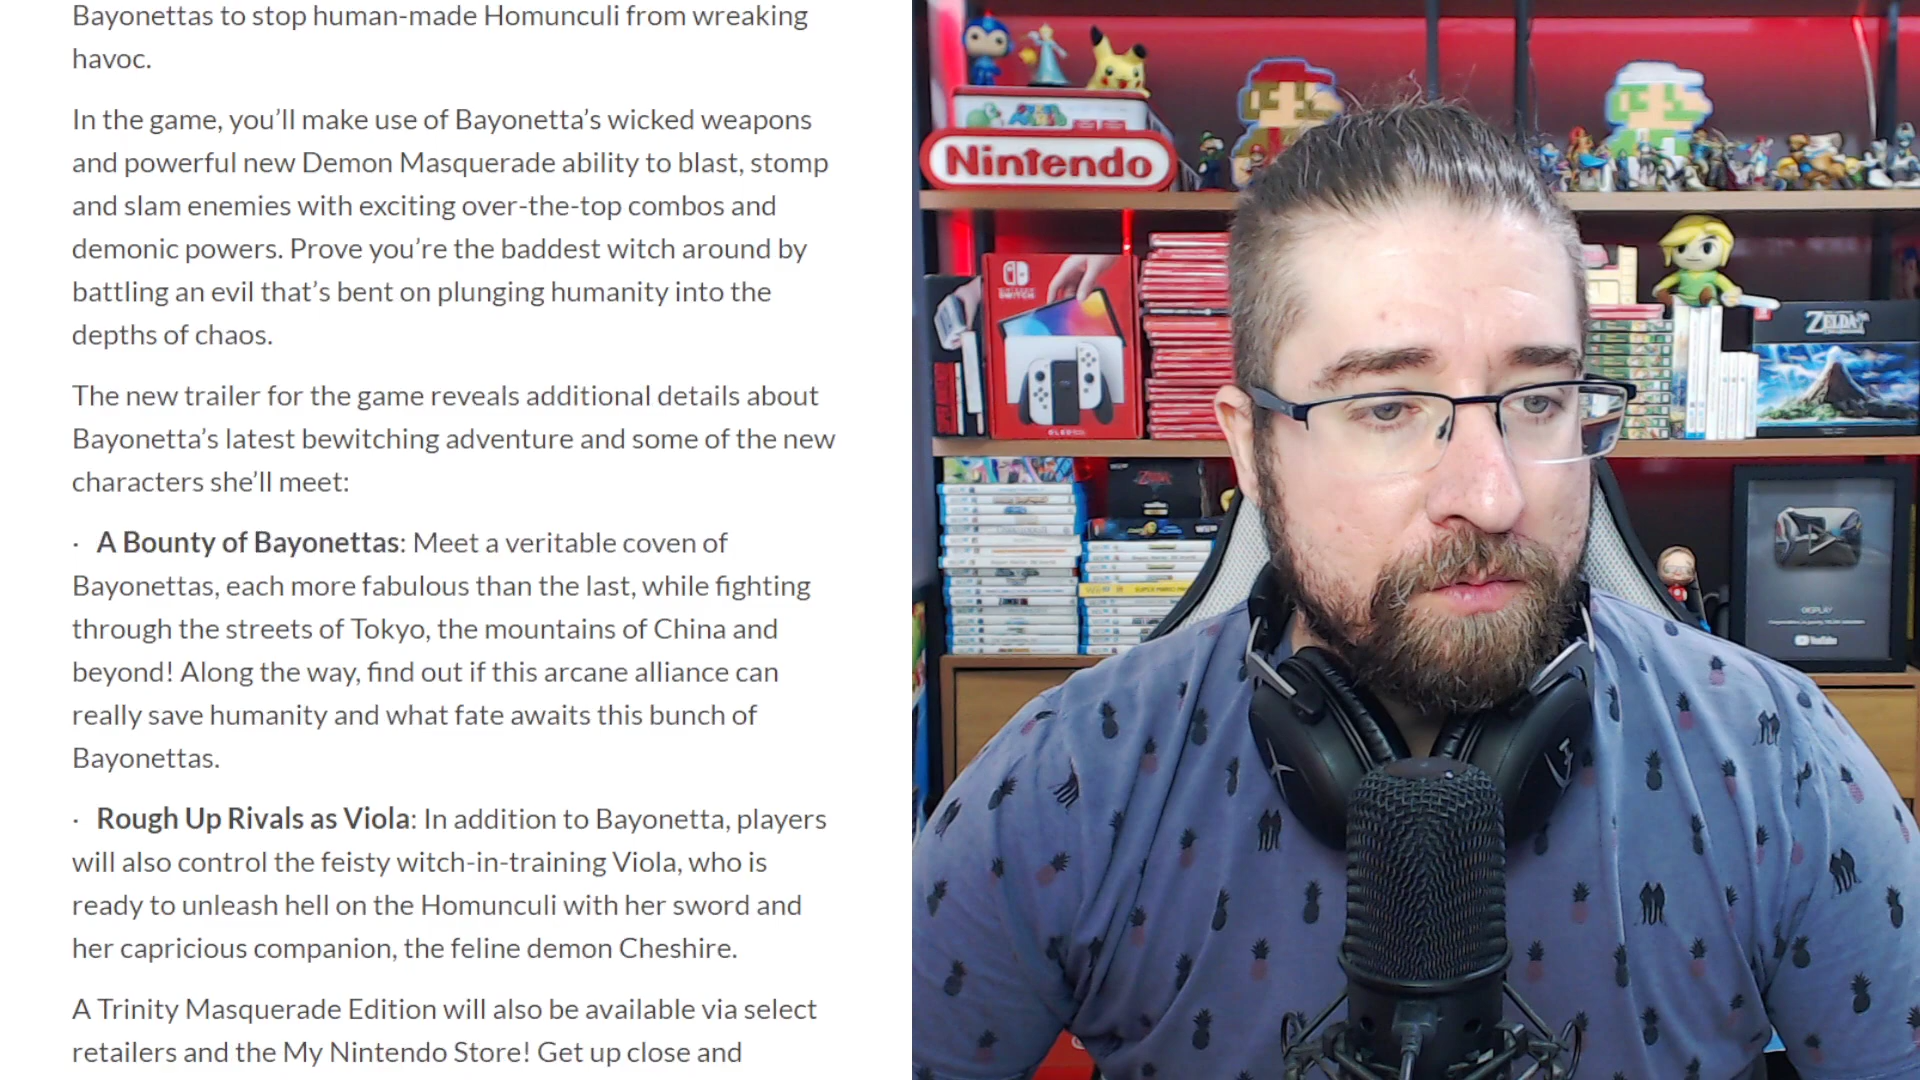 Bayonettas to stop human-made Homunculi from wreaking
havoc.
In the game, you’ll make use of Bayonetta’s wicked weapons
and powerful new Demon Masquerade ability to blast, stomp
and slam enemies with exciting over-the-top combos and
demonic powers. Prove you’re the baddest witch around by
battling an evil that’s bent on plunging humanity into the
depths of chaos.
The new trailer for the game reveals additional details about
Bayonetta’s latest bewitching adventure and some of the new
characters she’ll meet:
· A Bounty of Bayonettas: Meet a veritable coven of
Bayonettas, each more fabulous than the last, while fighting
through the streets of Tokyo, the mountains of China and
beyond! Along the way, find out if this arcane alliance can
really save humanity and what fate awaits this bunch of
Bayonettas.
· Rough Up Rivals as Viola: In addition to Bayonetta, players
will also control the feisty witch-in-training Viola, who is
ready to unleash hell on the Homunculi with her sword and
her capricious companion, the feline demon Cheshire.
A Trinity Masquerade Edition will also be available via select
retailers and the My Nintendo Store! Get up close and
Nintendo
SWITCH
ZELDA
YouTube